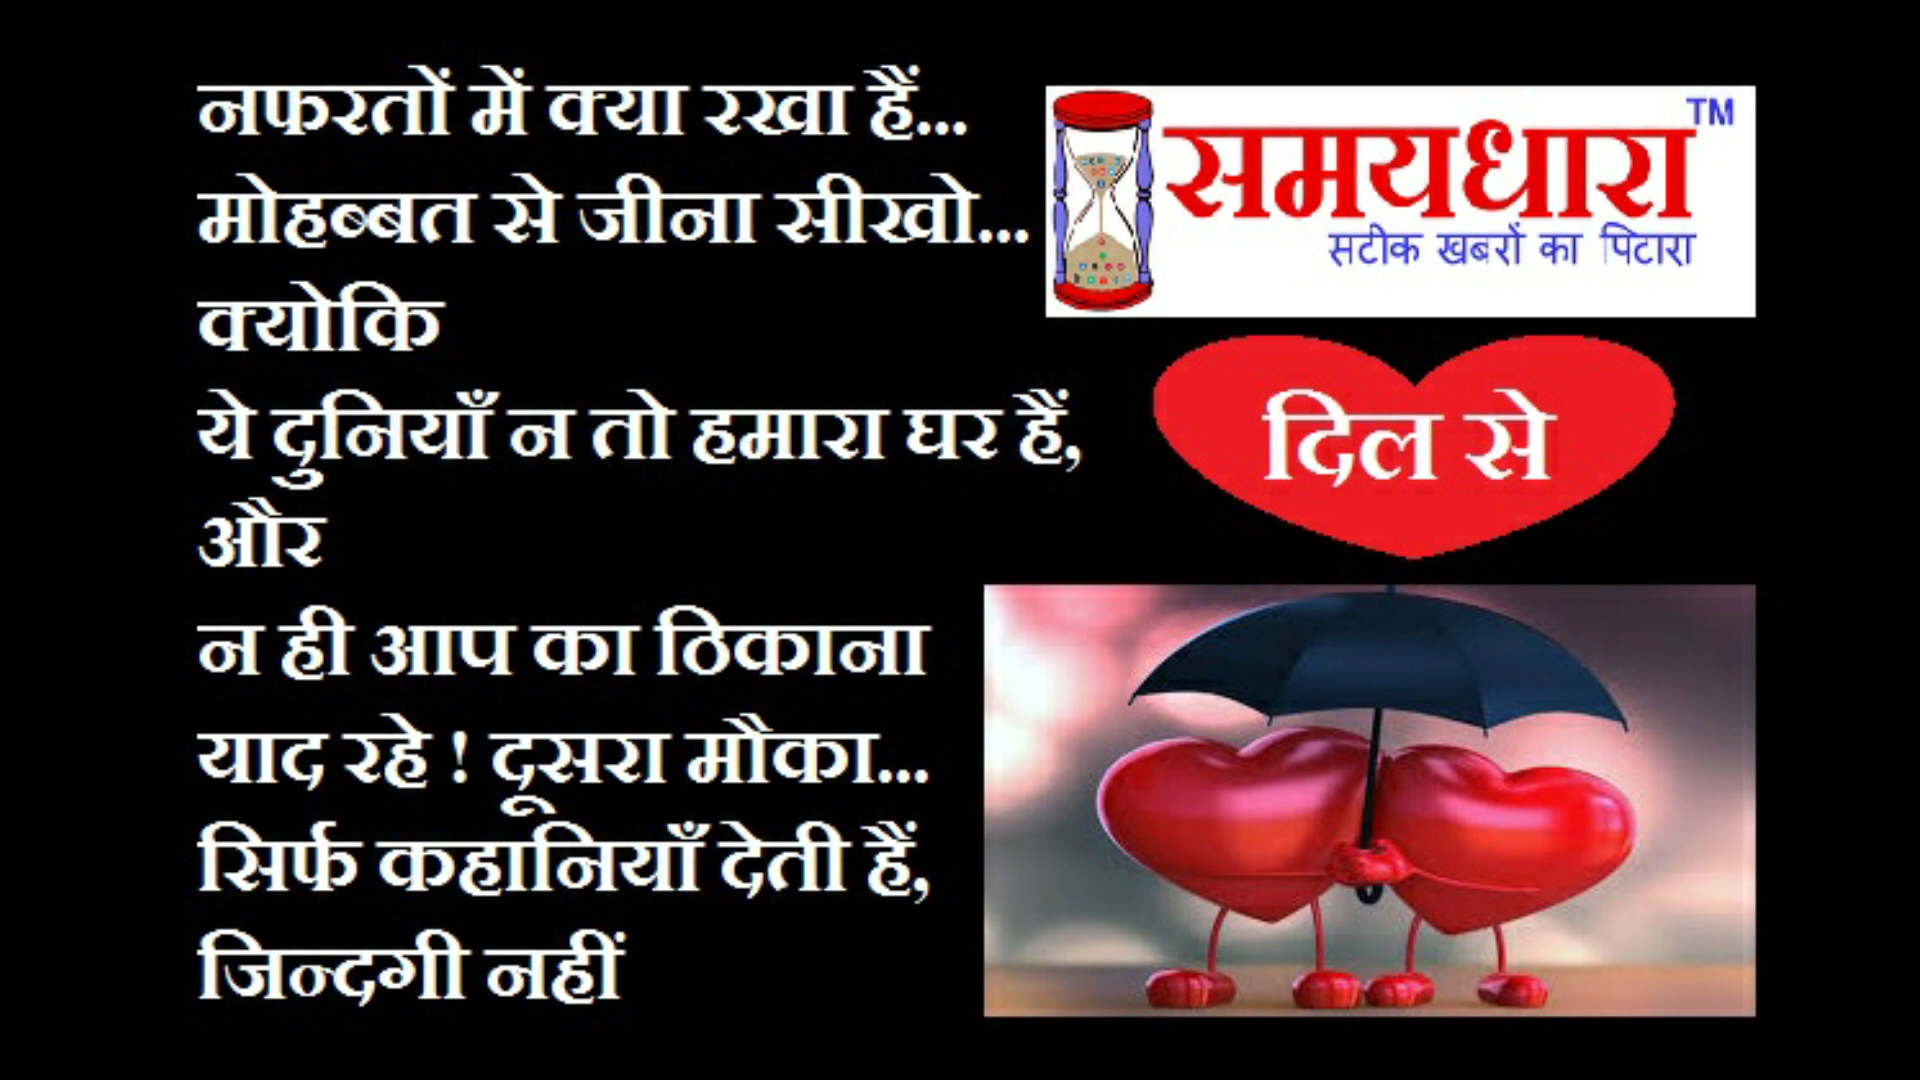 नफरतों में क्या रखा हैं...
मोहब्बत से जीना सीखो...
क्योकि
ये दुनियाँ न तो हमारा घर हैं,
और
न ही आप का ठिकाना
याद रहे ! दूसरा मौका...
सिर्फ कहानियाँ देती हैं,
जिन्दगी नहीं
समयधारा TM
सटीक खबरों का पिटारा
दिल से